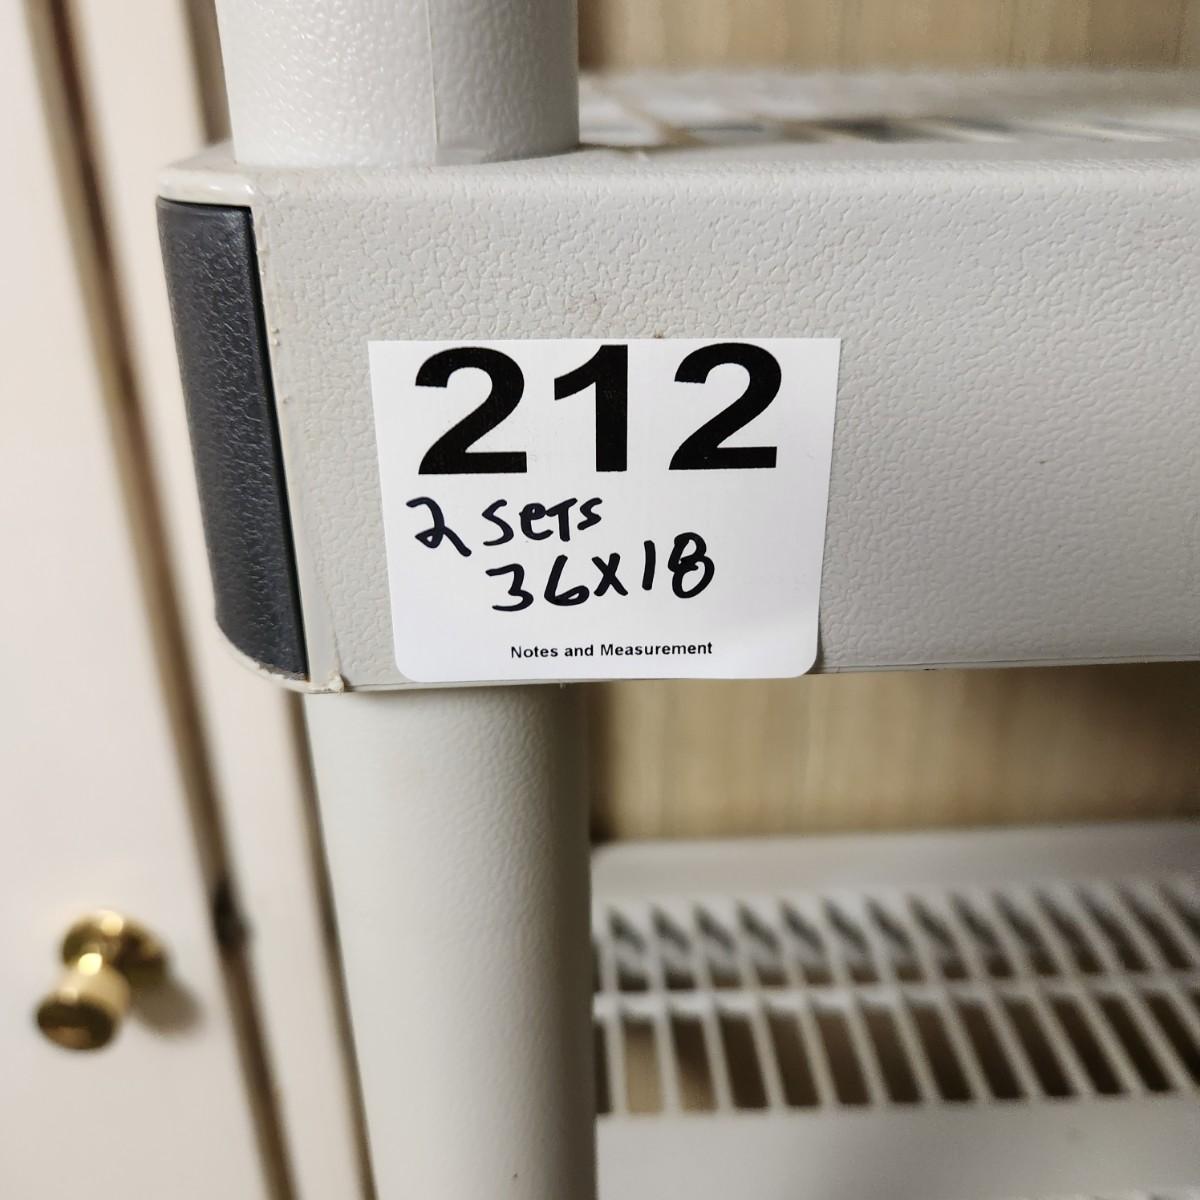 212
2 Sets
36x18
Notes and Measurement